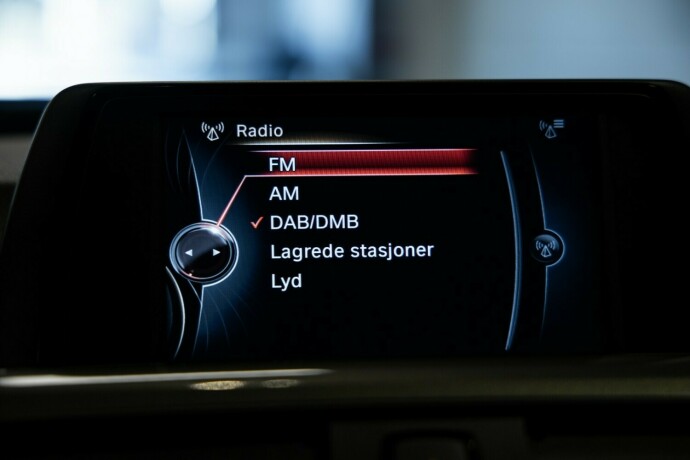 Radio
FM
AM
DAB/DMB
Lagrede stasjoner
Lyd